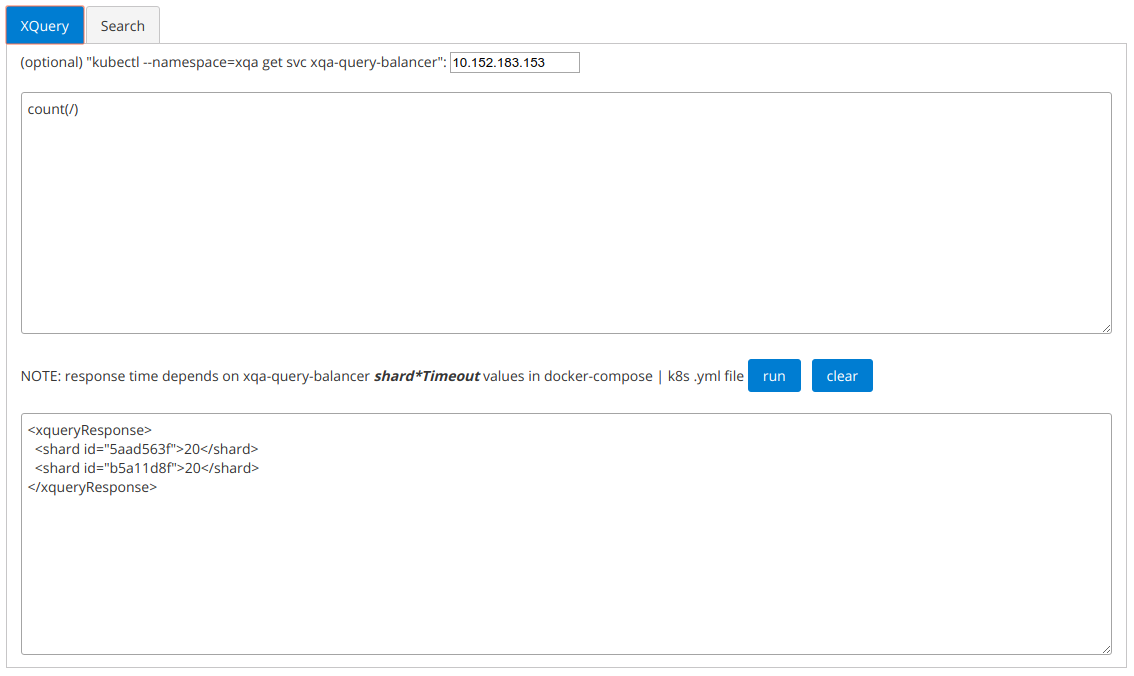 XQuery Search
(optional) "kubectl --namespace=xqa get svc xqa-query-balancer": 10.152.183.153
count(/)
NOTE: response time depends on xqa-query-balancer shard*Timeout values in docker-compose | k8s .yml file run clear
<xqueryResponse>
  <shard id="5aad563f">20</shard>
  <shard id="b5a11d8f">20</shard>
</xqueryResponse>